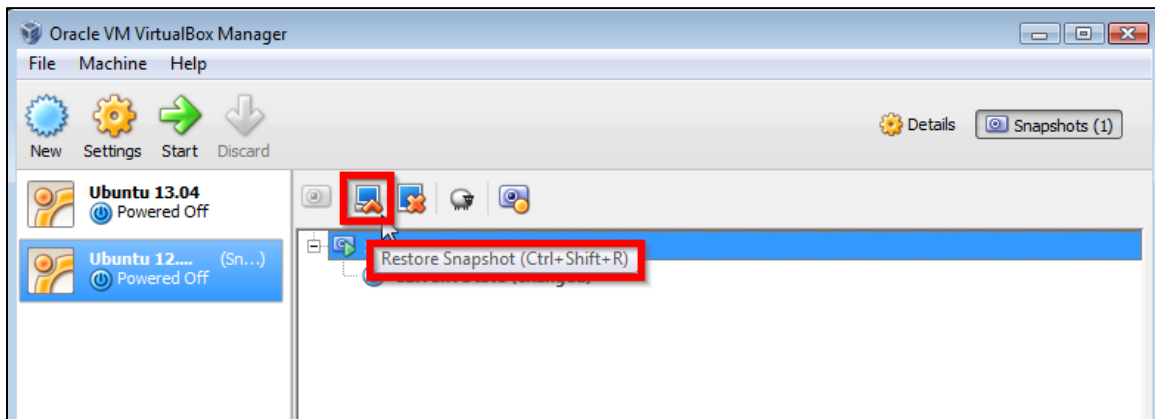 Oracle VM VirtualBox Manager
File Machine Help
New Settings Start Discard
Details Snapshots (1)
Ubuntu 13.04
Powered Off
Ubuntu 12.... (Sn...)
Powered Off
Restore Snapshot (Ctrl+Shift+R)